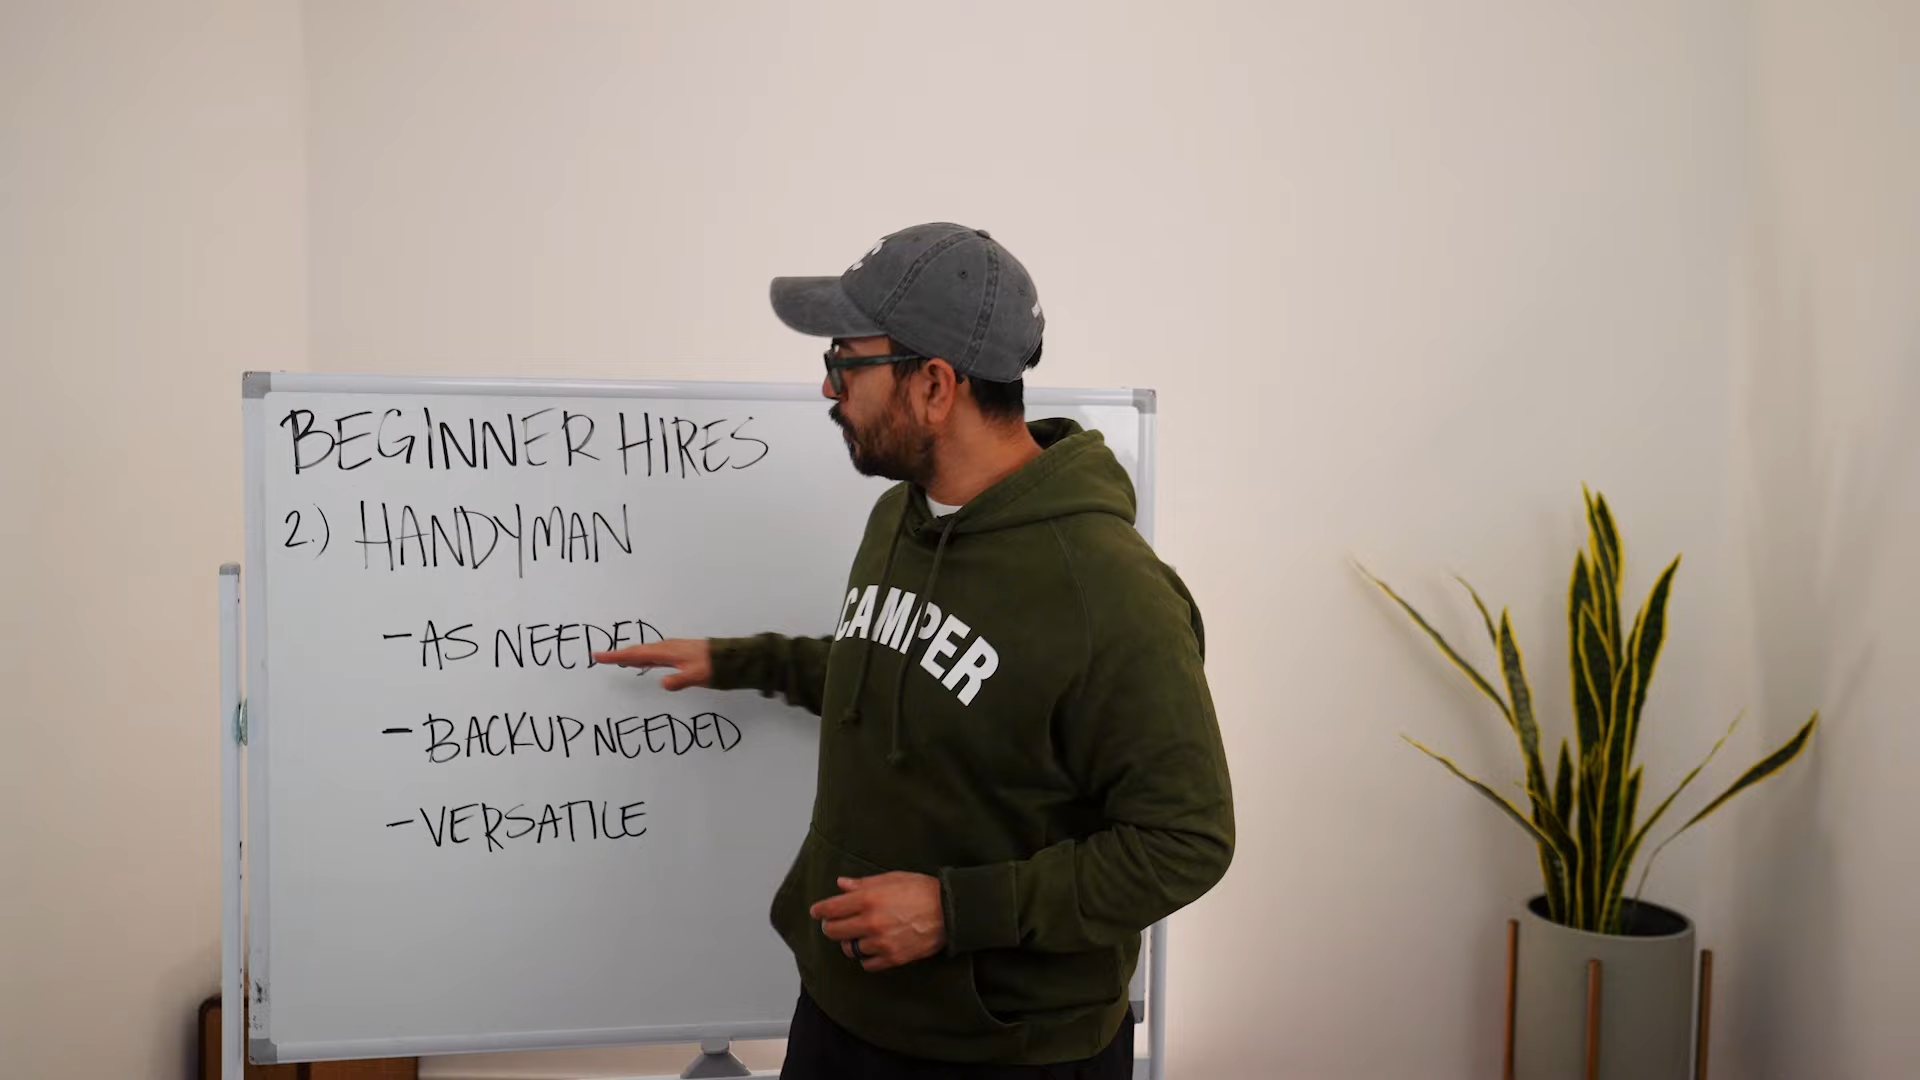 BEGINNER HIRES
2.) HANDYMAN
- AS NEEDED
- BACKUP NEEDED
- VERSATILE
CAMPER